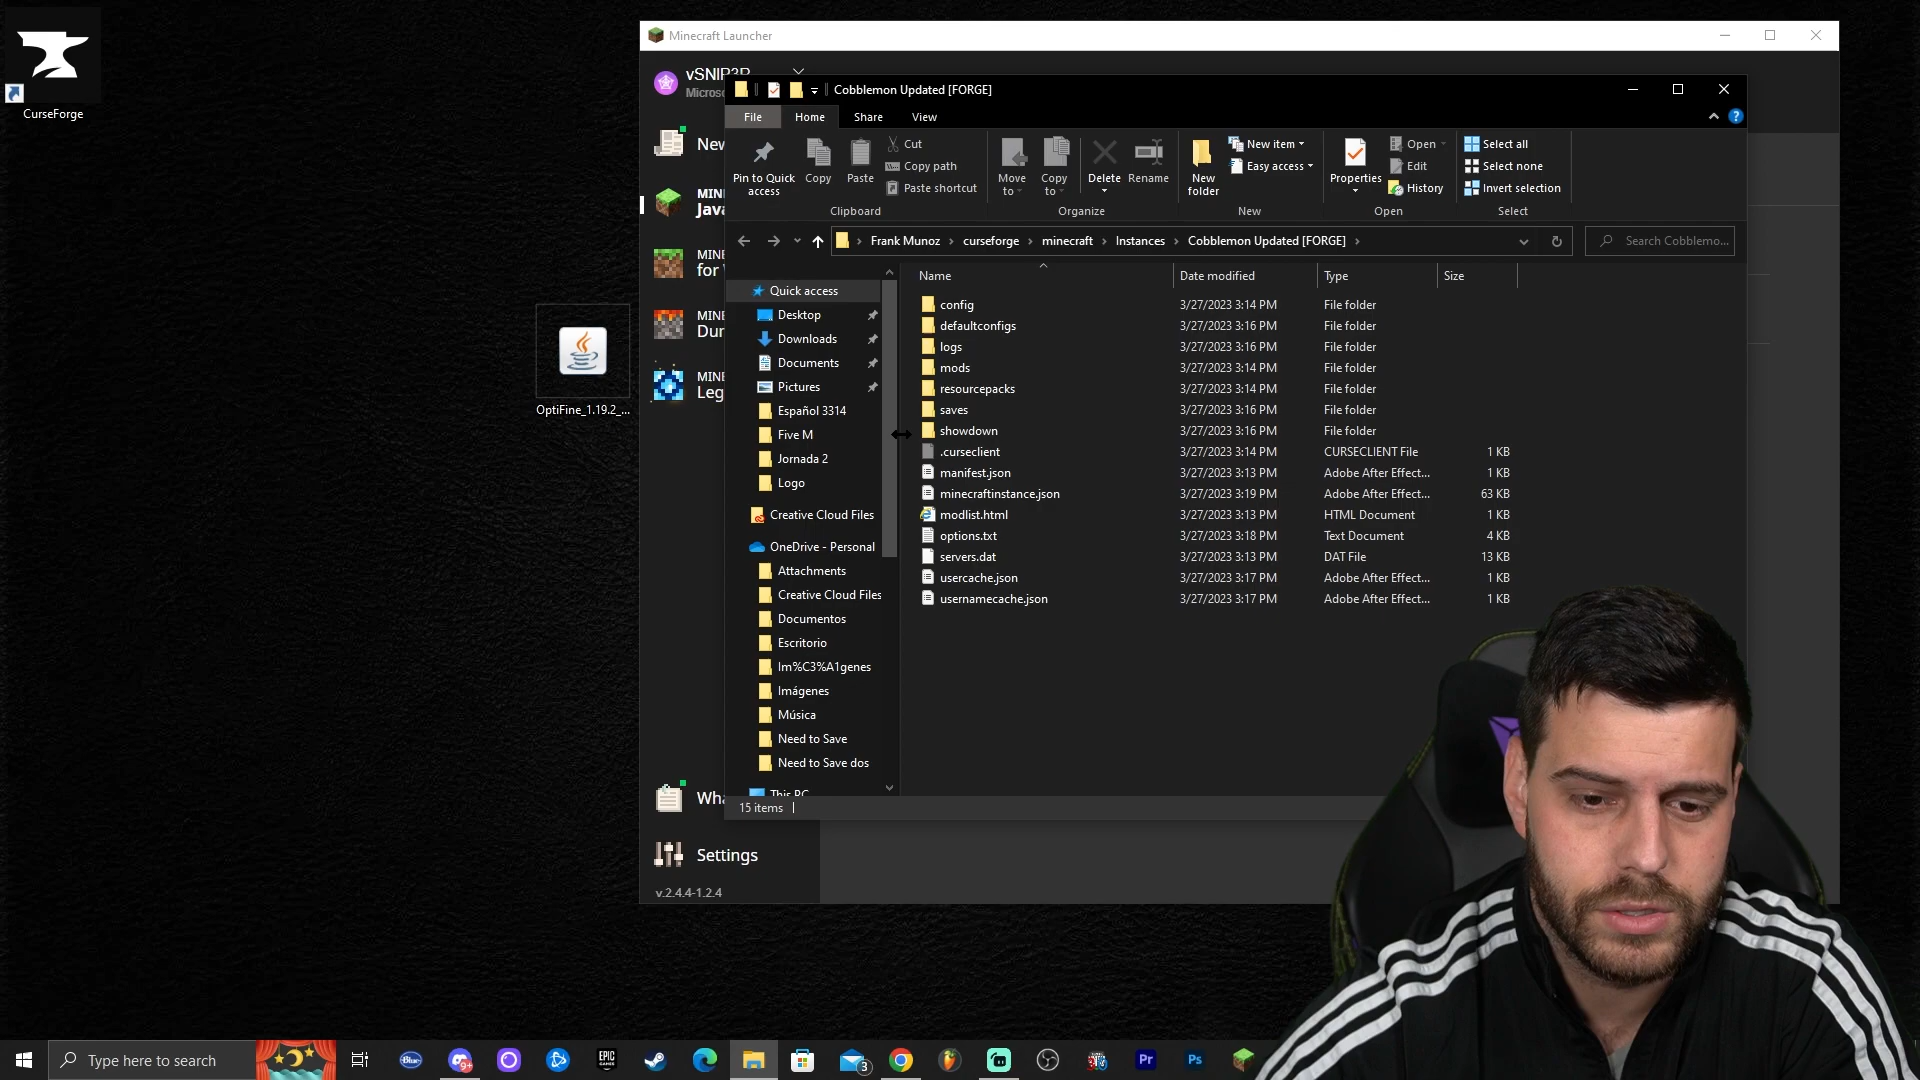 CurseForge
OptiFine_1.19.2_...
Minecraft Launcher
vSNIP3R
Cobblemon Updated [FORGE]
File
Home
Share
View
Pin to Quick access
Copy
Paste
Cut
Copy path
Paste shortcut
Clipboard
Move to
Copy to
Delete
Rename
Organize
New folder
New item
Easy access
New
Properties
Open
Edit
History
Open
Select all
Select none
Invert selection
Select
Frank Munoz > curseforge > minecraft > Instances > Cobblemon Updated [FORGE] >
Search Cobblemo...
Quick access
Desktop
Downloads
Documents
Pictures
Español 3314
Five M
Jornada 2
Logo
Creative Cloud Files
OneDrive - Personal
Attachments
Creative Cloud Files
Documentos
Escritorio
Im%C3%A1genes
Imágenes
Música
Need to Save
Need to Save dos
This PC
Name Date modified Type Size
config 3/27/2023 3:14 PM File folder
defaultconfigs 3/27/2023 3:16 PM File folder
logs 3/27/2023 3:16 PM File folder
mods 3/27/2023 3:14 PM File folder
resourcepacks 3/27/2023 3:14 PM File folder
saves 3/27/2023 3:16 PM File folder
showdown 3/27/2023 3:16 PM File folder
.curseclient 3/27/2023 3:14 PM CURSECLIENT File 1 KB
manifest.json 3/27/2023 3:13 PM Adobe After Effect... 1 KB
minecraftinstance.json 3/27/2023 3:19 PM Adobe After Effect... 63 KB
modlist.html 3/27/2023 3:13 PM HTML Document 1 KB
options.txt 3/27/2023 3:18 PM Text Document 4 KB
servers.dat 3/27/2023 3:13 PM DAT File 13 KB
usercache.json 3/27/2023 3:17 PM Adobe After Effect... 1 KB
usernamecache.json 3/27/2023 3:17 PM Adobe After Effect... 1 KB
15 items
Settings
v.2.4.4-1.2.4
Type here to search
Blue
9+
EPIC GAMES
3
Pr
Ps